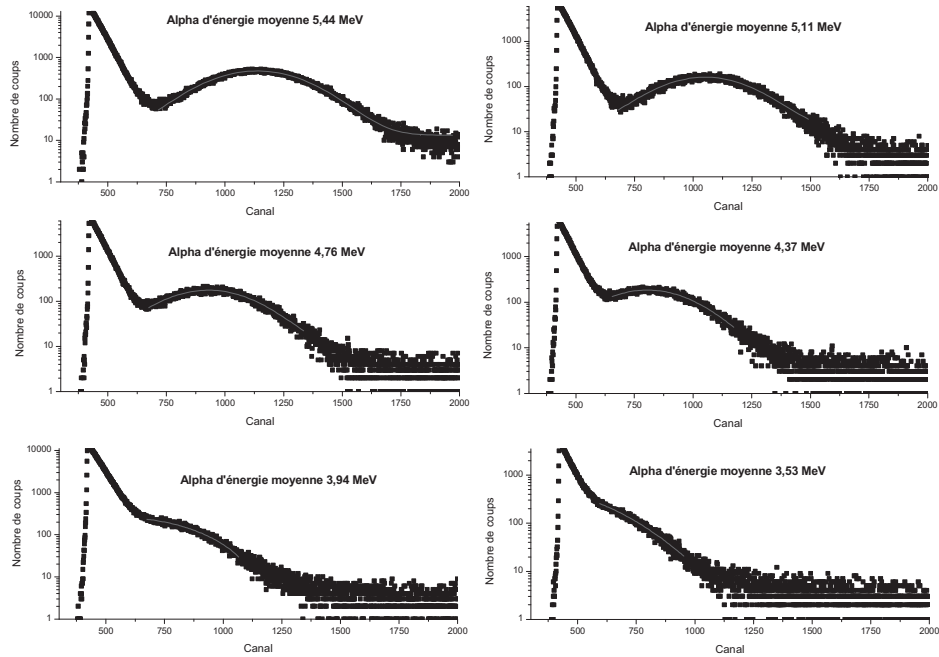 Alpha d'énergie moyenne 5,44 MeV
Nombre de coups
10000
1000
100
10
1
500 750 1000 1250 1500 1750 2000
Canal
Alpha d'énergie moyenne 5,11 MeV
Nombre de coups
1000
100
10
1
500 750 1000 1250 1500 1750 2000
Canal
Alpha d'énergie moyenne 4,76 MeV
Nombre de coups
1000
100
10
1
500 750 1000 1250 1500 1750 2000
Canal
Alpha d'énergie moyenne 4,37 MeV
Nombre de coups
1000
100
10
1
500 750 1000 1250 1500 1750 2000
Canal
Alpha d'énergie moyenne 3,94 MeV
Nombre de coups
10000
1000
100
10
1
500 750 1000 1250 1500 1750 2000
Canal
Alpha d'énergie moyenne 3,53 MeV
Nombre de coups
1000
100
10
1
500 750 1000 1250 1500 1750 2000
Canal